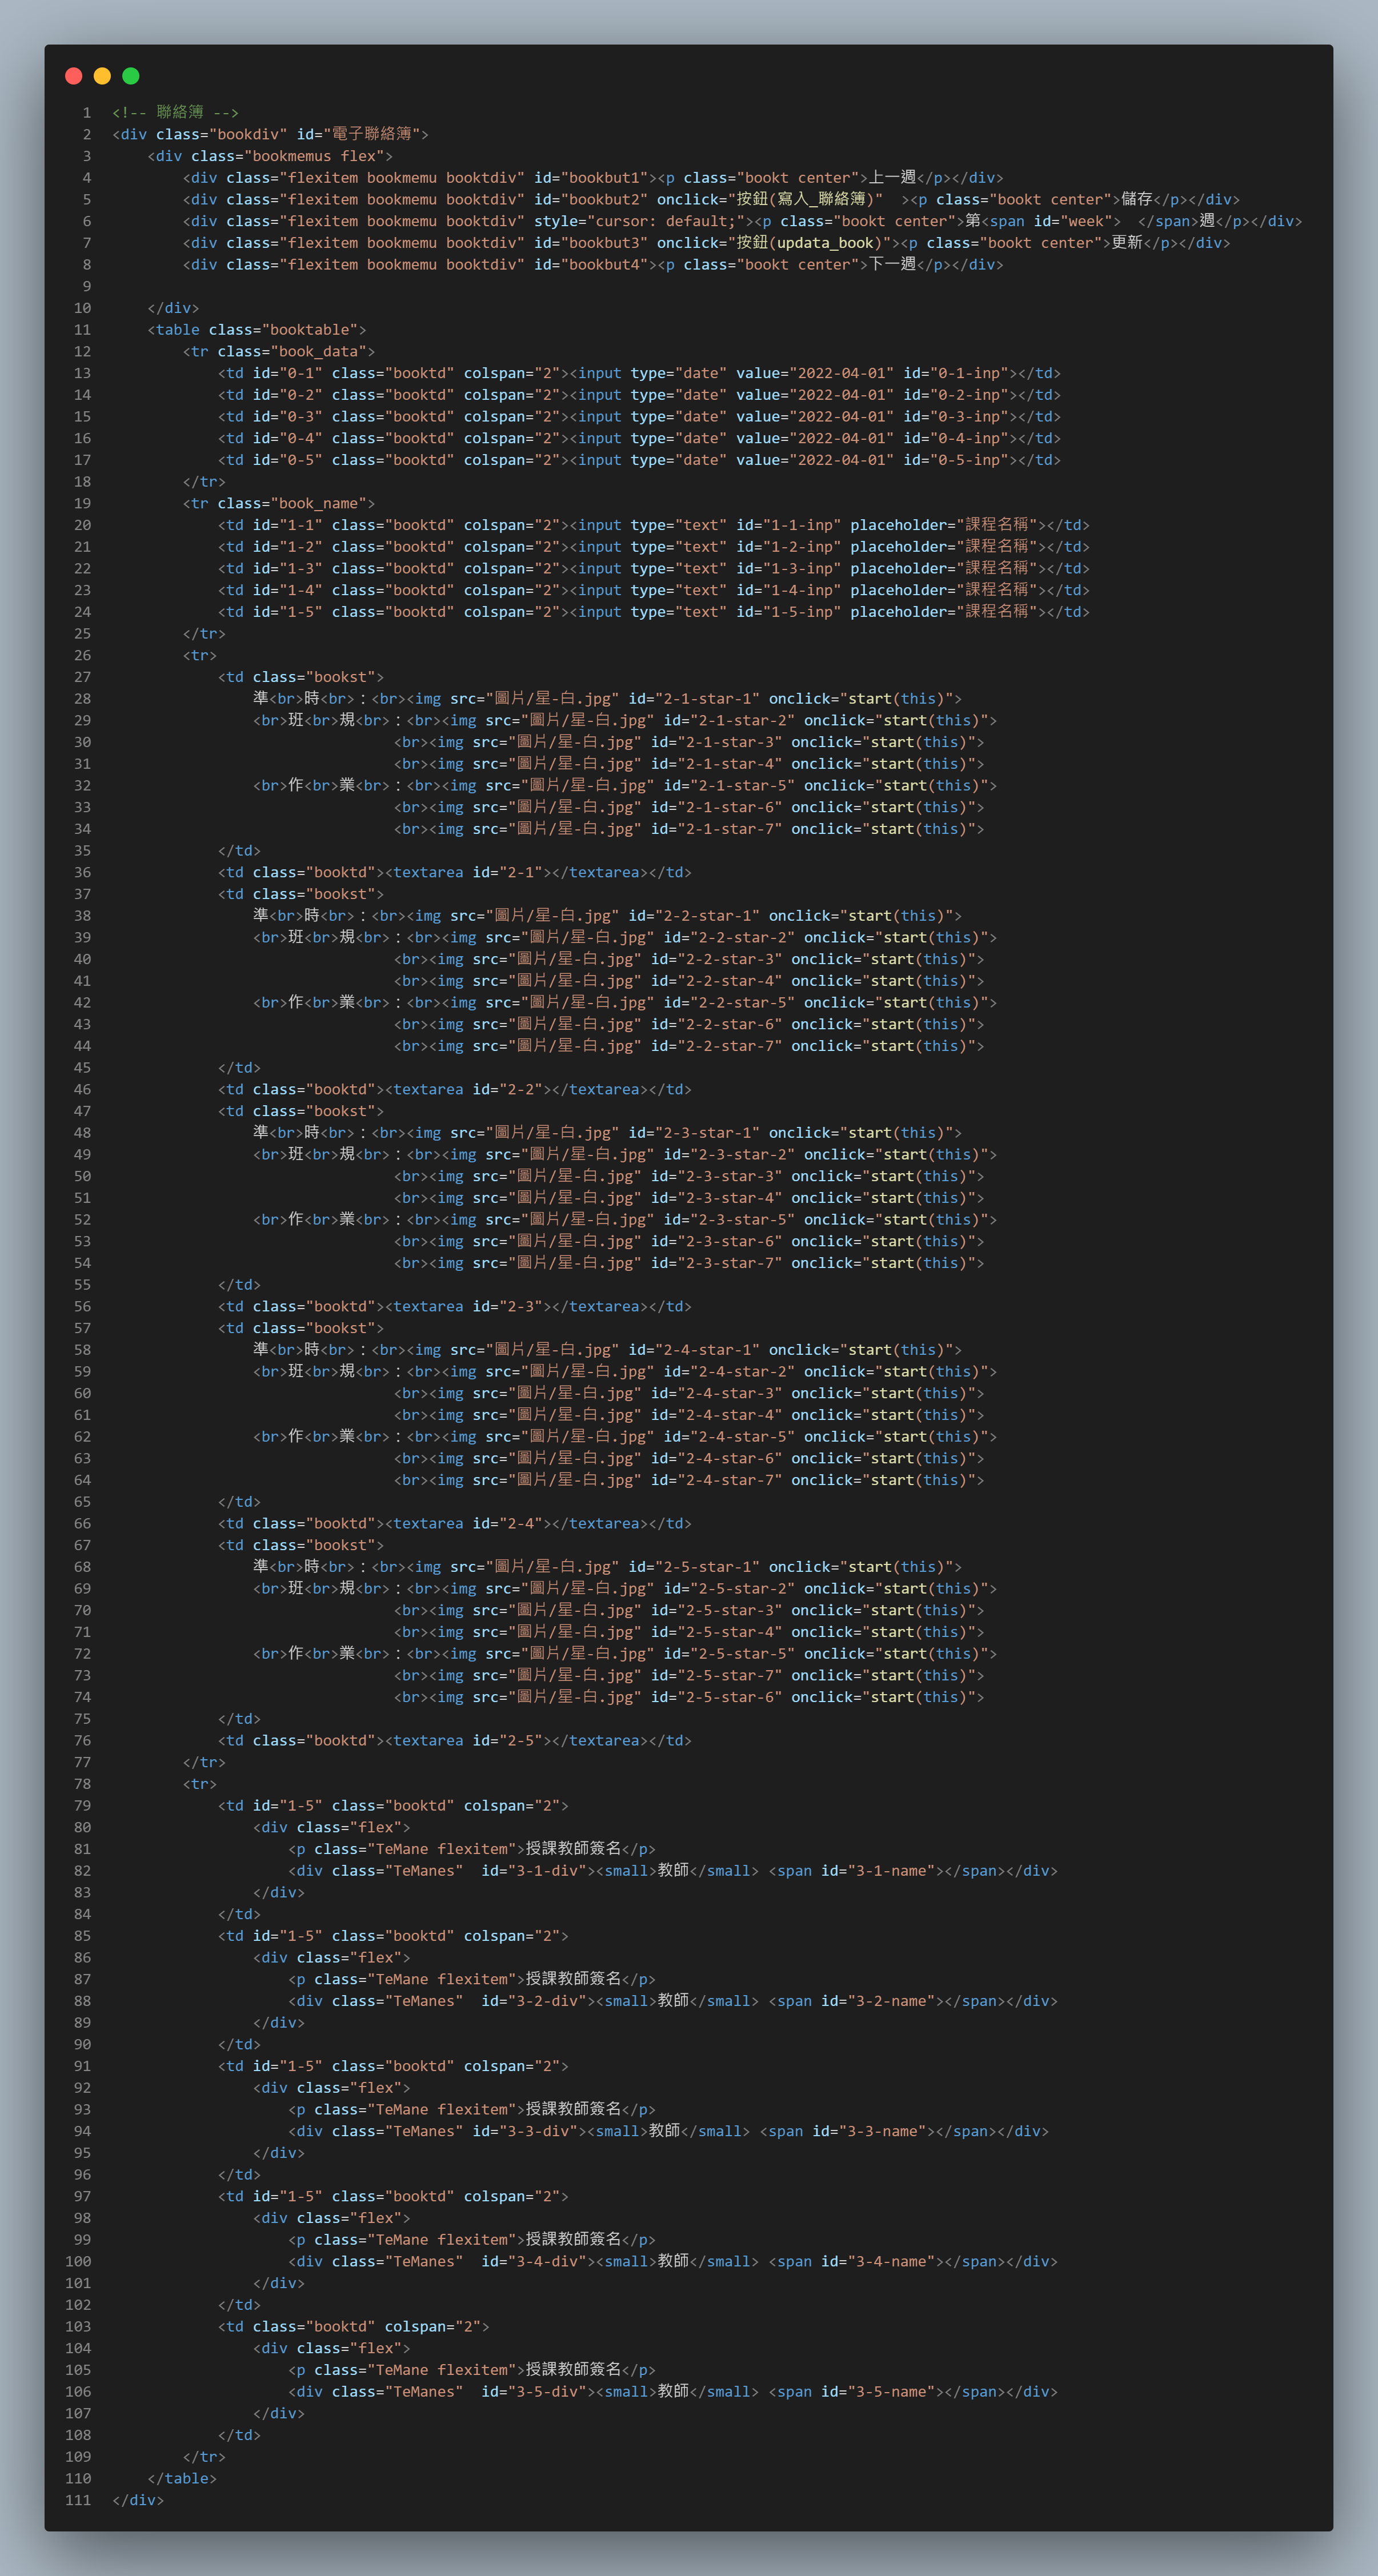 1 <!-- 聯絡簿 -->
2 <div class="bookdiv" id="電子聯絡簿">
3     <div class="bookmemus flex">
4         <div class="flexitem bookmemu booktdiv" id="bookbut1"><p class="bookt center">上一週</p></div>
5         <div class="flexitem bookmemu booktdiv" id="bookbut2" onclick="按鈕(寫入_聯絡簿)"  ><p class="bookt center">儲存</p></div>
6         <div class="flexitem bookmemu booktdiv" style="cursor: default;"><p class="bookt center">第<span id="week">  </span>週</p></div>
7         <div class="flexitem bookmemu booktdiv" id="bookbut3" onclick="按鈕(updata_book)"><p class="bookt center">更新</p></div>
8         <div class="flexitem bookmemu booktdiv" id="bookbut4"><p class="bookt center">下一週</p></div>
9
10     </div>
11     <table class="booktable">
12         <tr class="book_data">
13             <td id="0-1" class="booktd" colspan="2"><input type="date" value="2022-04-01" id="0-1-inp"></td>
14             <td id="0-2" class="booktd" colspan="2"><input type="date" value="2022-04-01" id="0-2-inp"></td>
15             <td id="0-3" class="booktd" colspan="2"><input type="date" value="2022-04-01" id="0-3-inp"></td>
16             <td id="0-4" class="booktd" colspan="2"><input type="date" value="2022-04-01" id="0-4-inp"></td>
17             <td id="0-5" class="booktd" colspan="2"><input type="date" value="2022-04-01" id="0-5-inp"></td>
18         </tr>
19         <tr class="book_name">
20             <td id="1-1" class="booktd" colspan="2"><input type="text" id="1-1-inp" placeholder="課程名稱"></td>
21             <td id="1-2" class="booktd" colspan="2"><input type="text" id="1-2-inp" placeholder="課程名稱"></td>
22             <td id="1-3" class="booktd" colspan="2"><input type="text" id="1-3-inp" placeholder="課程名稱"></td>
23             <td id="1-4" class="booktd" colspan="2"><input type="text" id="1-4-inp" placeholder="課程名稱"></td>
24             <td id="1-5" class="booktd" colspan="2"><input type="text" id="1-5-inp" placeholder="課程名稱"></td>
25         </tr>
26         <tr>
27             <td class="bookst">
28                 準<br>時<br>：<br><img src="圖片/星-白.jpg" id="2-1-star-1" onclick="start(this)">
29                 <br>班<br>規<br>：<br><img src="圖片/星-白.jpg" id="2-1-star-2" onclick="start(this)">
30                                 <br><img src="圖片/星-白.jpg" id="2-1-star-3" onclick="start(this)">
31                                 <br><img src="圖片/星-白.jpg" id="2-1-star-4" onclick="start(this)">
32                 <br>作<br>業<br>：<br><img src="圖片/星-白.jpg" id="2-1-star-5" onclick="start(this)">
33                                 <br><img src="圖片/星-白.jpg" id="2-1-star-6" onclick="start(this)">
34                                 <br><img src="圖片/星-白.jpg" id="2-1-star-7" onclick="start(this)">
35             </td>
36             <td class="booktd"><textarea id="2-1"></textarea></td>
37             <td class="bookst">
38                 準<br>時<br>：<br><img src="圖片/星-白.jpg" id="2-2-star-1" onclick="start(this)">
39                 <br>班<br>規<br>：<br><img src="圖片/星-白.jpg" id="2-2-star-2" onclick="start(this)">
40                                 <br><img src="圖片/星-白.jpg" id="2-2-star-3" onclick="start(this)">
41                                 <br><img src="圖片/星-白.jpg" id="2-2-star-4" onclick="start(this)">
42                 <br>作<br>業<br>：<br><img src="圖片/星-白.jpg" id="2-2-star-5" onclick="start(this)">
43                                 <br><img src="圖片/星-白.jpg" id="2-2-star-6" onclick="start(this)">
44                                 <br><img src="圖片/星-白.jpg" id="2-2-star-7" onclick="start(this)">
45             </td>
46             <td class="booktd"><textarea id="2-2"></textarea></td>
47             <td class="bookst">
48                 準<br>時<br>：<br><img src="圖片/星-白.jpg" id="2-3-star-1" onclick="start(this)">
49                 <br>班<br>規<br>：<br><img src="圖片/星-白.jpg" id="2-3-star-2" onclick="start(this)">
50                                 <br><img src="圖片/星-白.jpg" id="2-3-star-3" onclick="start(this)">
51                                 <br><img src="圖片/星-白.jpg" id="2-3-star-4" onclick="start(this)">
52                 <br>作<br>業<br>：<br><img src="圖片/星-白.jpg" id="2-3-star-5" onclick="start(this)">
53                                 <br><img src="圖片/星-白.jpg" id="2-3-star-6" onclick="start(this)">
54                                 <br><img src="圖片/星-白.jpg" id="2-3-star-7" onclick="start(this)">
55             </td>
56             <td class="booktd"><textarea id="2-3"></textarea></td>
57             <td class="bookst">
58                 準<br>時<br>：<br><img src="圖片/星-白.jpg" id="2-4-star-1" onclick="start(this)">
59                 <br>班<br>規<br>：<br><img src="圖片/星-白.jpg" id="2-4-star-2" onclick="start(this)">
60                                 <br><img src="圖片/星-白.jpg" id="2-4-star-3" onclick="start(this)">
61                                 <br><img src="圖片/星-白.jpg" id="2-4-star-4" onclick="start(this)">
62                 <br>作<br>業<br>：<br><img src="圖片/星-白.jpg" id="2-4-star-5" onclick="start(this)">
63                                 <br><img src="圖片/星-白.jpg" id="2-4-star-6" onclick="start(this)">
64                                 <br><img src="圖片/星-白.jpg" id="2-4-star-7" onclick="start(this)">
65             </td>
66             <td class="booktd"><textarea id="2-4"></textarea></td>
67             <td class="bookst">
68                 準<br>時<br>：<br><img src="圖片/星-白.jpg" id="2-5-star-1" onclick="start(this)">
69                 <br>班<br>規<br>：<br><img src="圖片/星-白.jpg" id="2-5-star-2" onclick="start(this)">
70                                 <br><img src="圖片/星-白.jpg" id="2-5-star-3" onclick="start(this)">
71                                 <br><img src="圖片/星-白.jpg" id="2-5-star-4" onclick="start(this)">
72                 <br>作<br>業<br>：<br><img src="圖片/星-白.jpg" id="2-5-star-5" onclick="start(this)">
73                                 <br><img src="圖片/星-白.jpg" id="2-5-star-7" onclick="start(this)">
74                                 <br><img src="圖片/星-白.jpg" id="2-5-star-6" onclick="start(this)">
75             </td>
76             <td class="booktd"><textarea id="2-5"></textarea></td>
77         </tr>
78         <tr>
79             <td id="1-5" class="booktd" colspan="2">
80                 <div class="flex">
81                     <p class="TeMane flexitem">授課教師簽名</p>
82                     <div class="TeManes"  id="3-1-div"><small>教師</small> <span id="3-1-name"></span></div>
83                 </div>
84             </td>
85             <td id="1-5" class="booktd" colspan="2">
86                 <div class="flex">
87                     <p class="TeMane flexitem">授課教師簽名</p>
88                     <div class="TeManes"  id="3-2-div"><small>教師</small> <span id="3-2-name"></span></div>
89                 </div>
90             </td>
91             <td id="1-5" class="booktd" colspan="2">
92                 <div class="flex">
93                     <p class="TeMane flexitem">授課教師簽名</p>
94                     <div class="TeManes" id="3-3-div"><small>教師</small> <span id="3-3-name"></span></div>
95                 </div>
96             </td>
97             <td id="1-5" class="booktd" colspan="2">
98                 <div class="flex">
99                     <p class="TeMane flexitem">授課教師簽名</p>
100                     <div class="TeManes"  id="3-4-div"><small>教師</small> <span id="3-4-name"></span></div>
101                 </div>
102             </td>
103             <td class="booktd" colspan="2">
104                 <div class="flex">
105                     <p class="TeMane flexitem">授課教師簽名</p>
106                     <div class="TeManes"  id="3-5-div"><small>教師</small> <span id="3-5-name"></span></div>
107                 </div>
108             </td>
109         </tr>
110     </table>
111 </div>